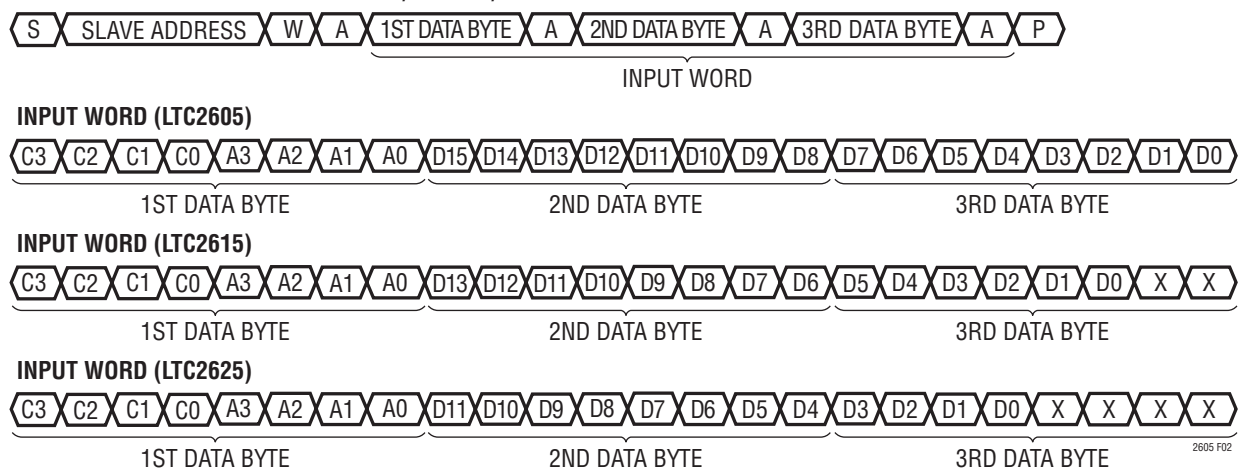 S SLAVE ADDRESS W A 1ST DATA BYTE A 2ND DATA BYTE A 3RD DATA BYTE A P
INPUT WORD
INPUT WORD (LTC2605)
C3 C2 C1 C0 A3 A2 A1 A0 D15 D14 D13 D12 D11 D10 D9 D8 D7 D6 D5 D4 D3 D2 D1 D0
1ST DATA BYTE 2ND DATA BYTE 3RD DATA BYTE
INPUT WORD (LTC2615)
C3 C2 C1 C0 A3 A2 A1 A0 D13 D12 D11 D10 D9 D8 D7 D6 D5 D4 D3 D2 D1 D0 X X
1ST DATA BYTE 2ND DATA BYTE 3RD DATA BYTE
INPUT WORD (LTC2625)
C3 C2 C1 C0 A3 A2 A1 A0 D11 D10 D9 D8 D7 D6 D5 D4 D3 D2 D1 D0 X X X X
1ST DATA BYTE 2ND DATA BYTE 3RD DATA BYTE
2605 F02